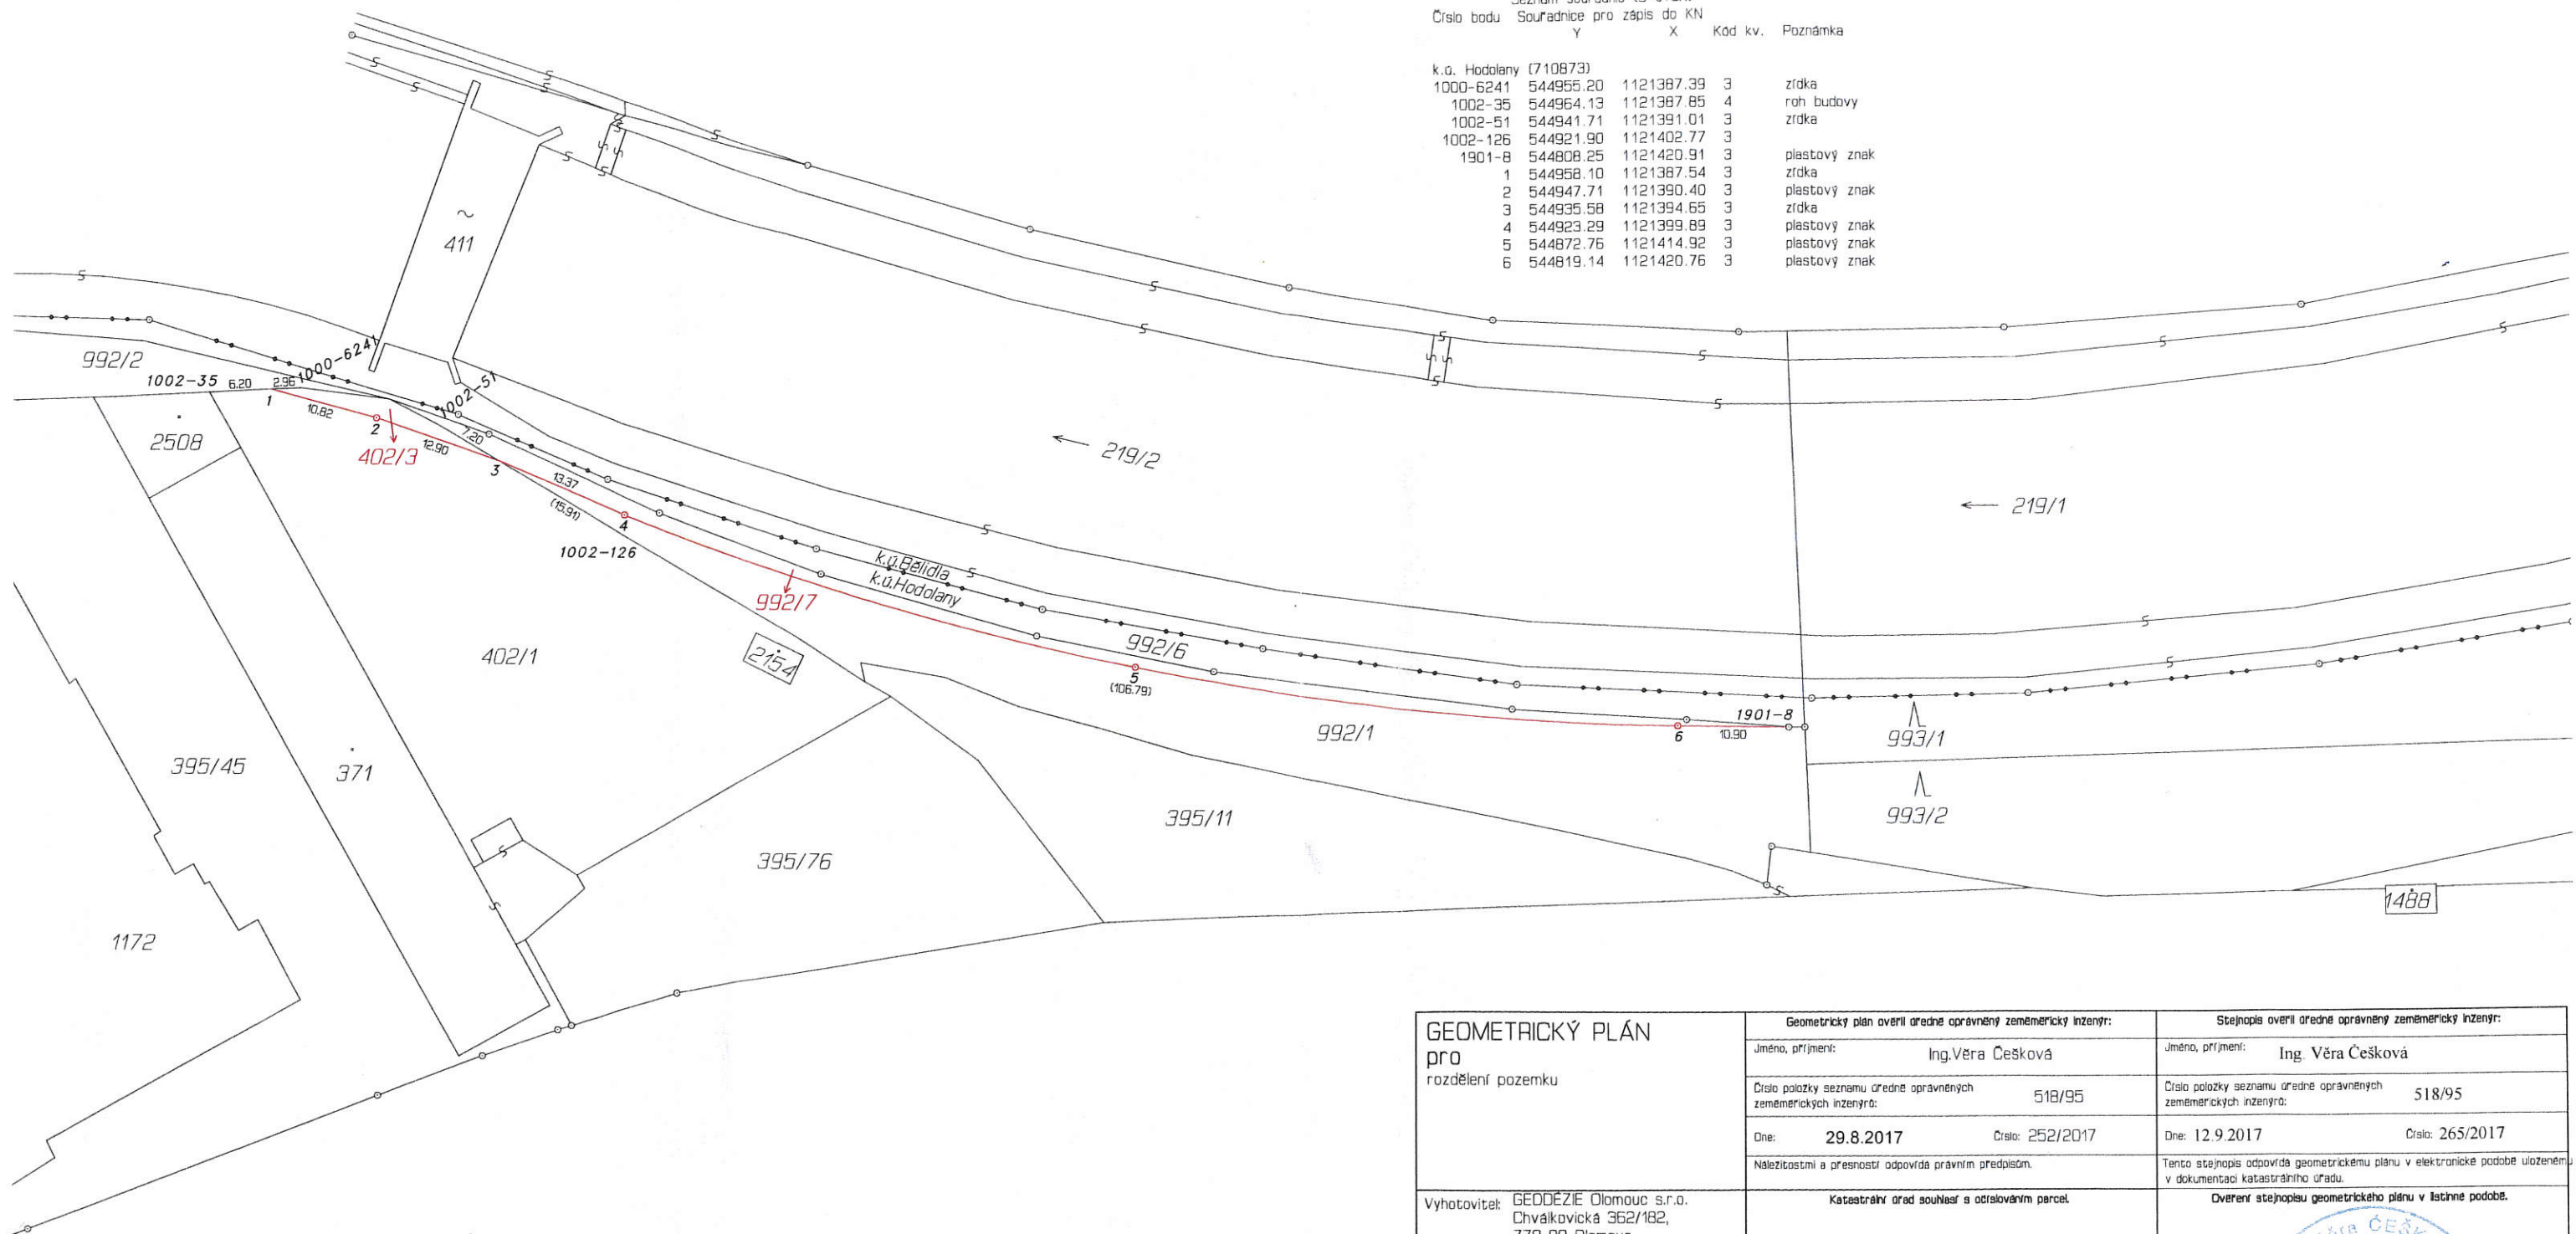 Číslo bodu Souřadnice pro zápis do KN
Y X Kód kv. Poznámka
k.ú. Hodolany (710873)
1000-6241 544955.20 1121387.39 3 zídka
1002-35 544964.13 1121387.85 4 roh budovy
1002-51 544941.71 1121391.01 3 zídka
1002-126 544921.90 1121402.77 3
1901-8 544808.25 1121420.91 3 plastový znak
1 544958.10 1121387.54 3 zídka
2 544947.71 1121390.40 3 plastový znak
3 544935.58 1121394.65 3 zídka
4 544923.29 1121399.89 3 plastový znak
5 544872.76 1121414.92 3 plastový znak
6 544819.14 1121420.76 3 plastový znak
411
992/2
1000-6241
1002-35 6.20 2.96
1002-51
1
10.82
2
2508
402/3
12.90
7.20
3
13.37
(15.91)
4
1002-126
219/2
219/1
k.ú.Bělidla
k.ú.Hodolany
992/7
402/1
2154
992/6
5
(106.79)
1901-8
6
10.90
992/1
993/1
993/2
395/45
371
395/11
395/76
1488
1172
GEOMETRICKÝ PLÁN
pro
rozdělení pozemku
Geometrický plán ověřil úředně oprávněný zeměměřický inženýr:
Jméno, příjmení: Ing.Věra Češková
Číslo položky seznamu úředně oprávněných
zeměměřických inženýrů: 518/95
Dne: 29.8.2017 Číslo: 252/2017
Náležitostmi a přesností odpovídá právním předpisům.
Stejnopis ověřil úředně oprávněný zeměměřický inženýr:
Jméno, příjmení: Ing. Věra Češková
Číslo položky seznamu úředně oprávněných
zeměměřických inženýrů: 518/95
Dne: 12.9.2017 Číslo: 265/2017
Tento stejnopis odpovídá geometrickému plánu v elektronické podobě uloženému
v dokumentaci katastrálního úřadu.
Vyhotovitel: GEODÉZIE Olomouc s.r.o.
Chválkovická 362/182,
Katastrální úřad souhlasí s očíslováním parcel.
Ověření stejnopisu geometrického plánu v listinné podobě.